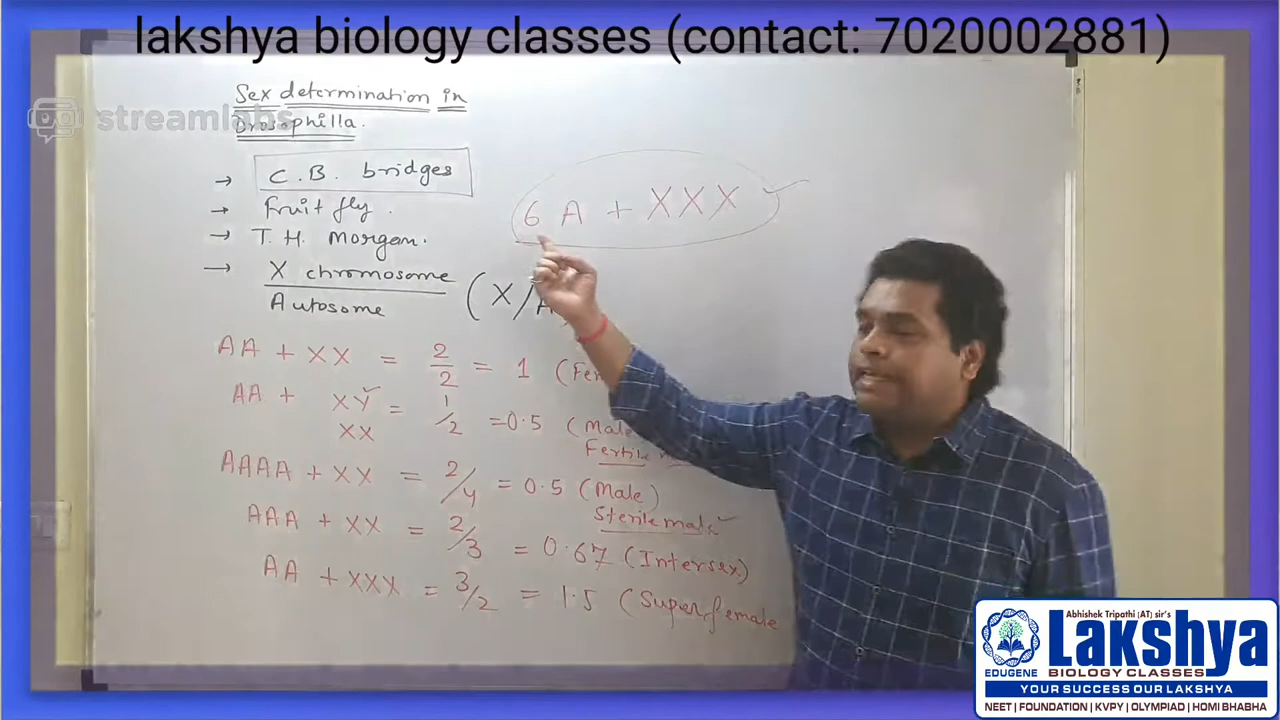 lakshya biology classes (contact: 7020002881)
streamlabs
Sex determination in
Drosophilla.
→ C.B. bridges
→ Fruit fly.
→ T. H. Morgan.
→ X chromosome
Autosome
(X/A
6 A + XXX
AA + XX = 2/2 = 1 (Fe
AA + XY = 1/2 = 0.5 (Male
XX
Fertile
AAAA + XX = 2/4 = 0.5 (Male)
Sterile male
AAA + XX = 2/3 = 0.67 (Intersex)
AA + XXX = 3/2 = 1.5 (Superfemale
Abhishek Tripathi (AT) sir's
Lakshya
EDUGENE
BIOLOGY CLASSES
YOUR SUCCESS OUR LAKSHYA
NEET | FOUNDATION | KVPY | OLYMPIAD | HOMI BHABHA